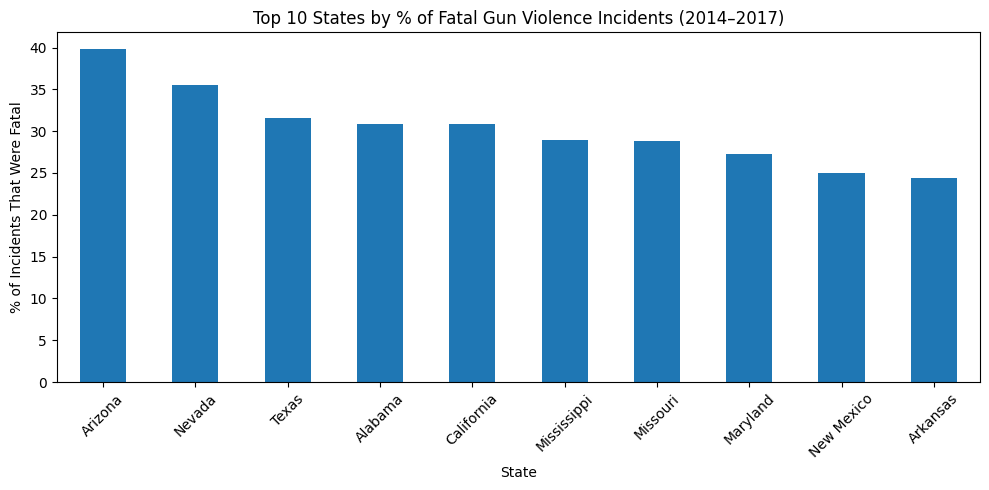 Top 10 States by % of Fatal Gun Violence Incidents (2014–2017)
% of Incidents That Were Fatal
40
35
30
25
20
15
10
5
0
Arizona
Nevada
Texas
Alabama
California
Mississippi
Missouri
Maryland
New Mexico
Arkansas
State